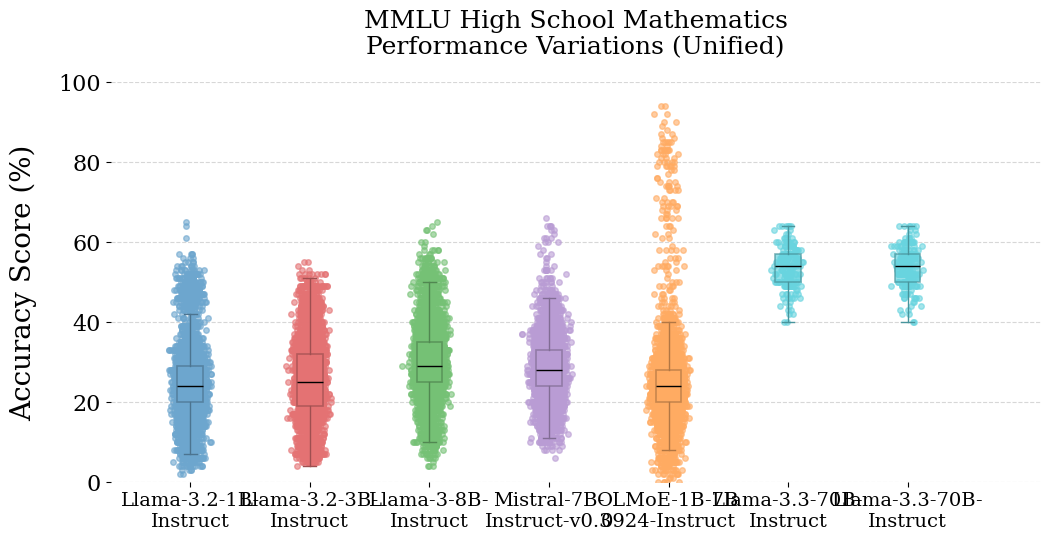 MMLU High School Mathematics
Performance Variations (Unified)
Accuracy Score (%)
100
80
60
40
20
0
Llama-3.2-1B-
Instruct
Llama-3.2-3B-
Instruct
Llama-3-8B-
Instruct
Mistral-7B-
Instruct-v0.3
OLMoE-1B-7B-
0924-Instruct
Llama-3.3-70B-
Instruct
Llama-3.3-70B-
Instruct